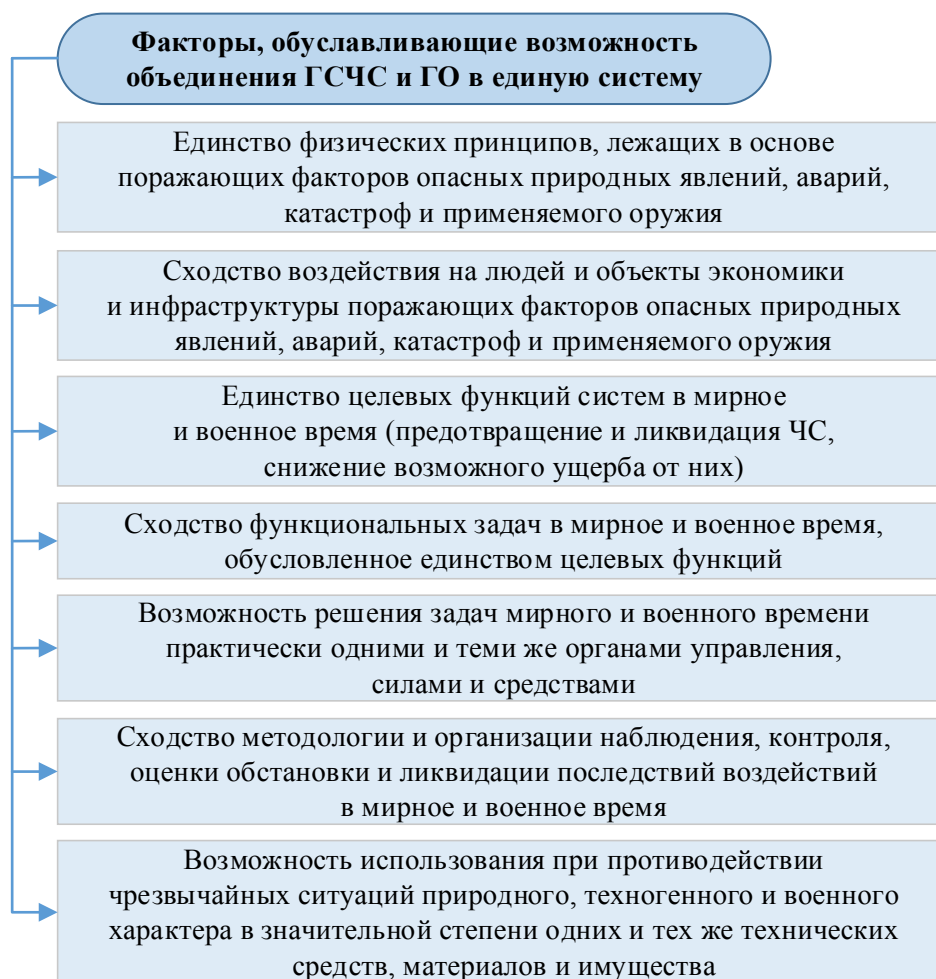 Факторы, обуславливающие возможность
объединения ГСЧС и ГО в единую систему
Единство физических принципов, лежащих в основе
поражающих факторов опасных природных явлений, аварий,
катастроф и применяемого оружия
Сходство воздействия на людей и объекты экономики
и инфраструктуры поражающих факторов опасных природных
явлений, аварий, катастроф и применяемого оружия
Единство целевых функций систем в мирное
и военное время (предотвращение и ликвидация ЧС,
снижение возможного ущерба от них)
Сходство функциональных задач в мирное и военное время,
обусловленное единством целевых функций
Возможность решения задач мирного и военного времени
практически одними и теми же органами управления,
силами и средствами
Сходство методологии и организации наблюдения, контроля,
оценки обстановки и ликвидации последствий воздействий
в мирное и военное время
Возможность использования при противодействии
чрезвычайных ситуаций природного, техногенного и военного
характера в значительной степени одних и тех же технических
средств, материалов и имущества